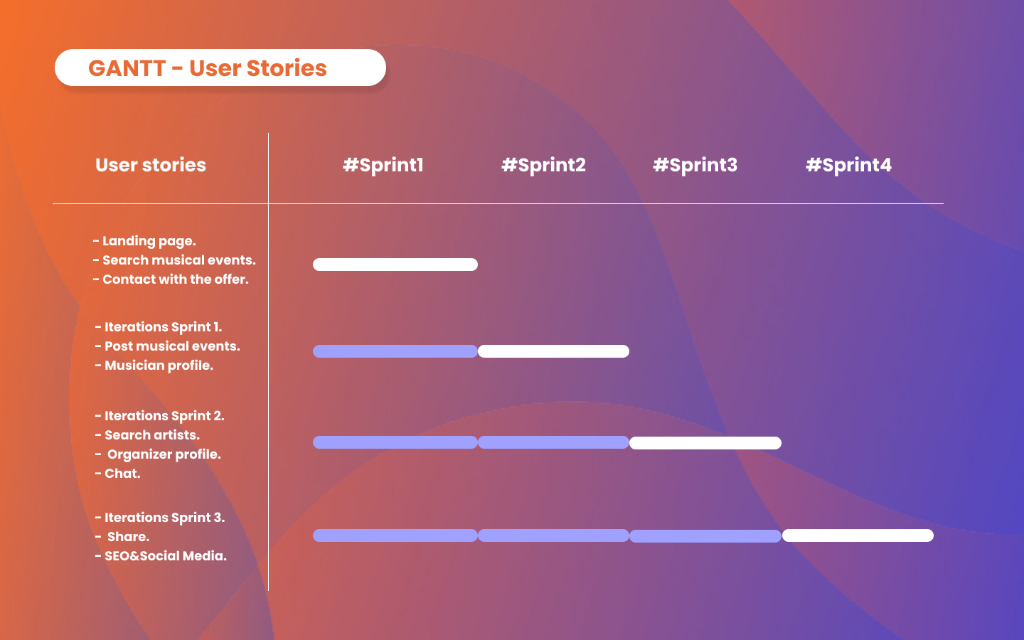 GANTT - User Stories
User stories
#Sprint1
#Sprint2
#Sprint3
#Sprint4
- Landing page.
- Search musical events.
- Contact with the offer.
- Iterations Sprint 1.
- Post musical events.
- Musician profile.
- Iterations Sprint 2.
- Search artists.
- Organizer profile.
- Chat.
- Iterations Sprint 3.
- Share.
- SEO&Social Media.